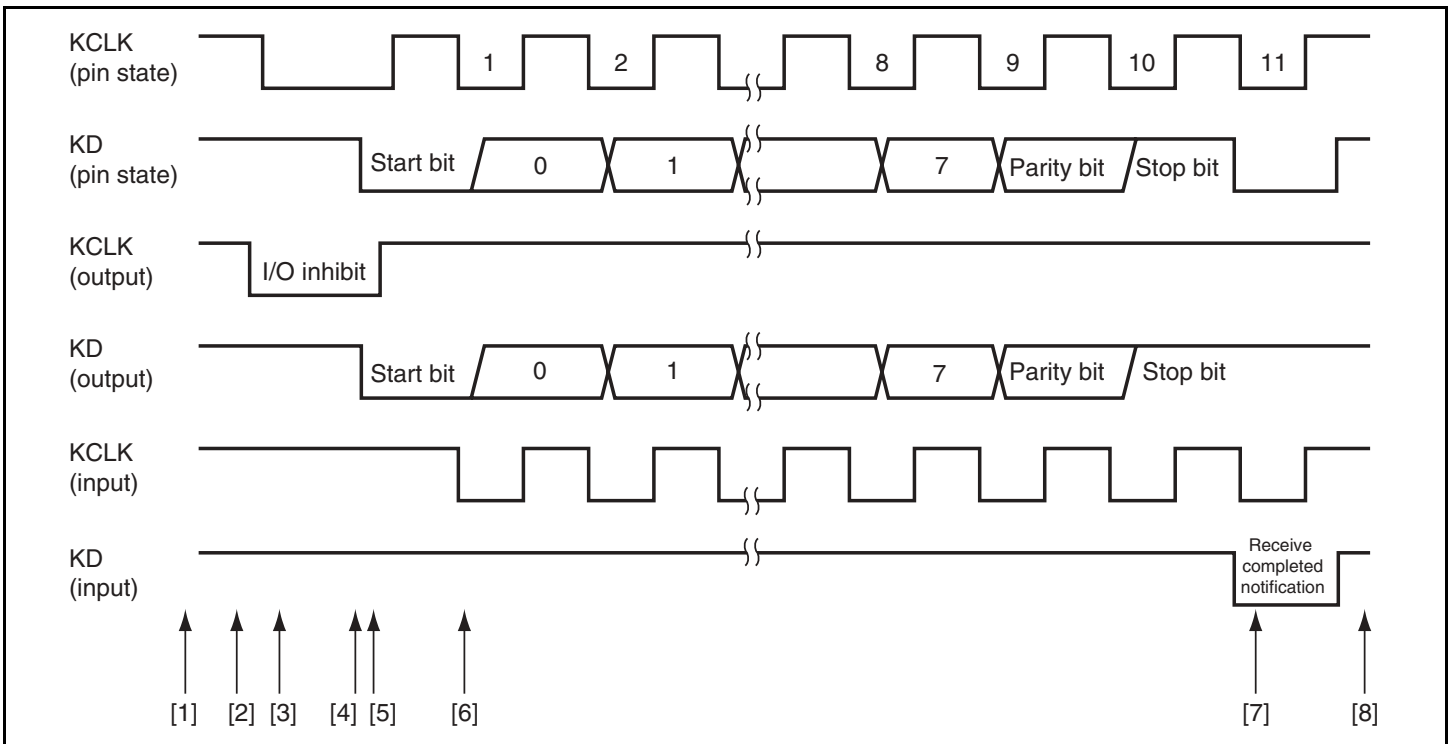 KCLK
(pin state)
1 2 8 9 10 11
KD
(pin state)
Start bit 0 1 7 Parity bit Stop bit
KCLK
(output)
I/O inhibit
KD
(output)
Start bit 0 1 7 Parity bit Stop bit
KCLK
(input)
KD
(input)
Receive
completed
notification
[1] [2] [3] [4] [5] [6] [7] [8]